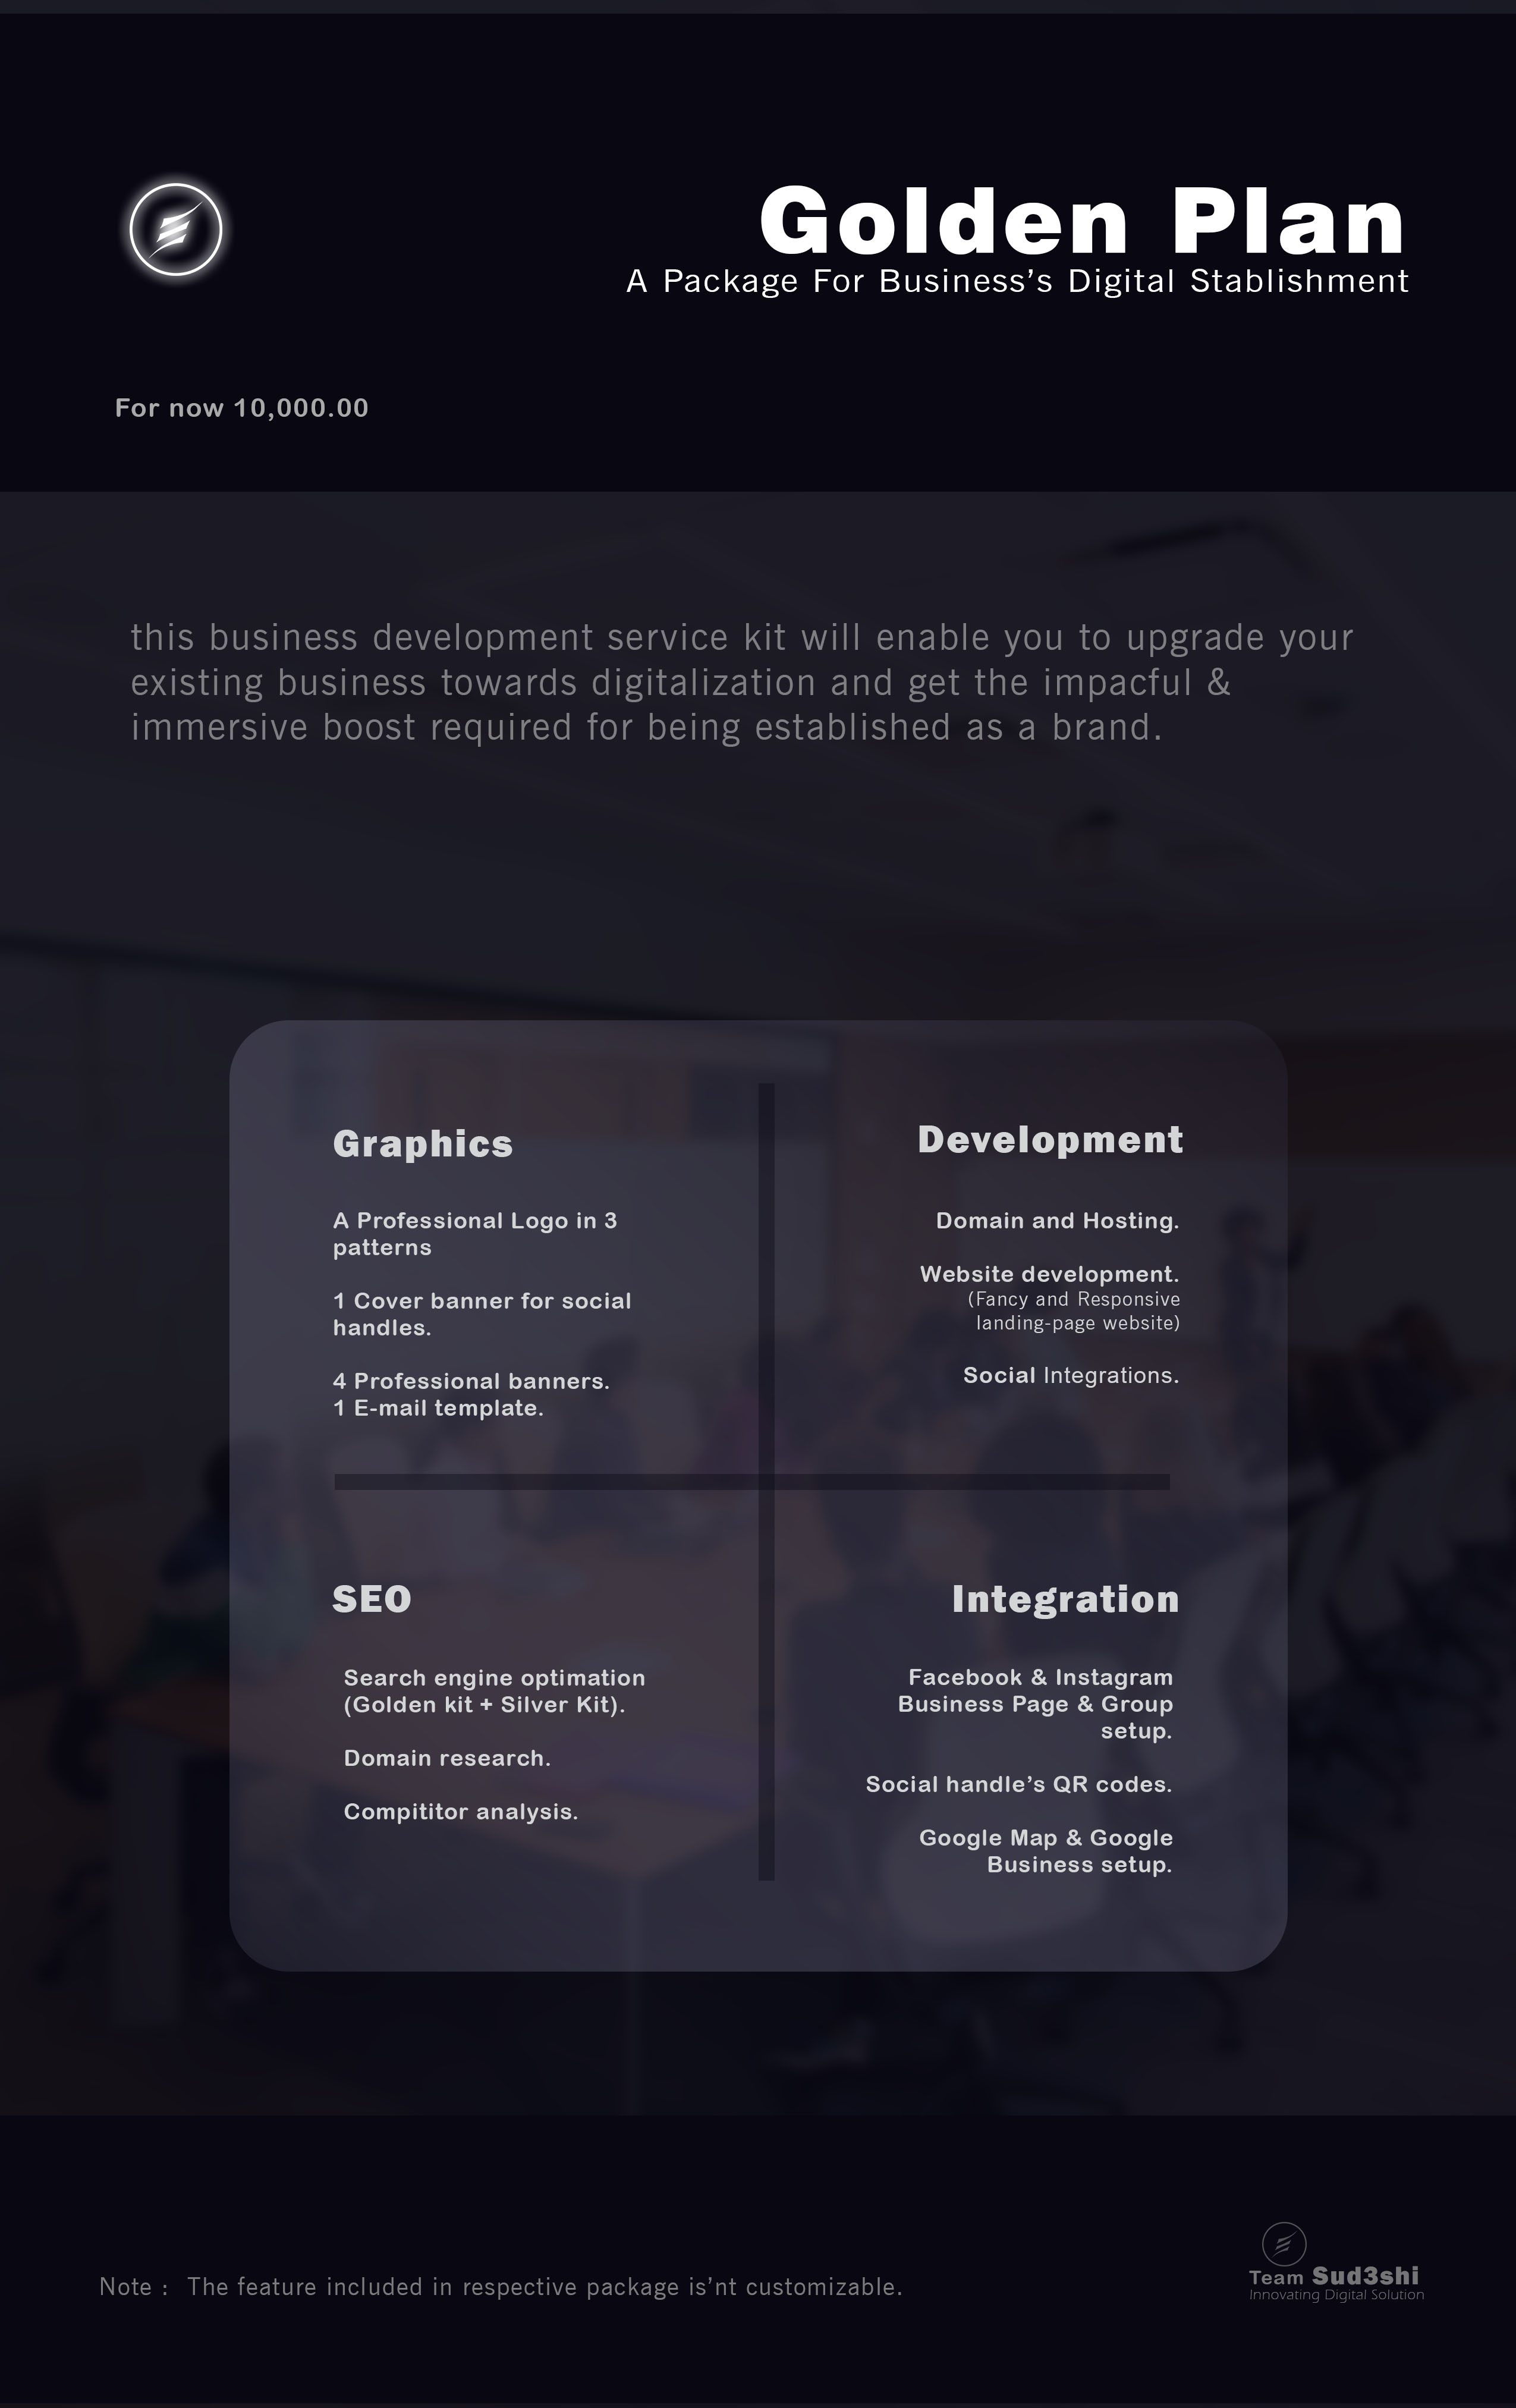 Golden Plan
A Package For Business’s Digital Stablishment
For now 10,000.00
this business development service kit will enable you to upgrade your
existing business towards digitalization and get the impacful &
immersive boost required for being established as a brand.
Graphics
A Professional Logo in 3
patterns
1 Cover banner for social
handles.
4 Professional banners.
1 E-mail template.
Development
Domain and Hosting.
Website development.
(Fancy and Responsive
landing-page website)
Social Integrations.
SEO
Search engine optimation
(Golden kit + Silver Kit).
Domain research.
Compititor analysis.
Integration
Facebook & Instagram
Business Page & Group
setup.
Social handle’s QR codes.
Google Map & Google
Business setup.
Note :  The feature included in respective package is’nt customizable.
Team Sud3shi
Innovating Digital Solution